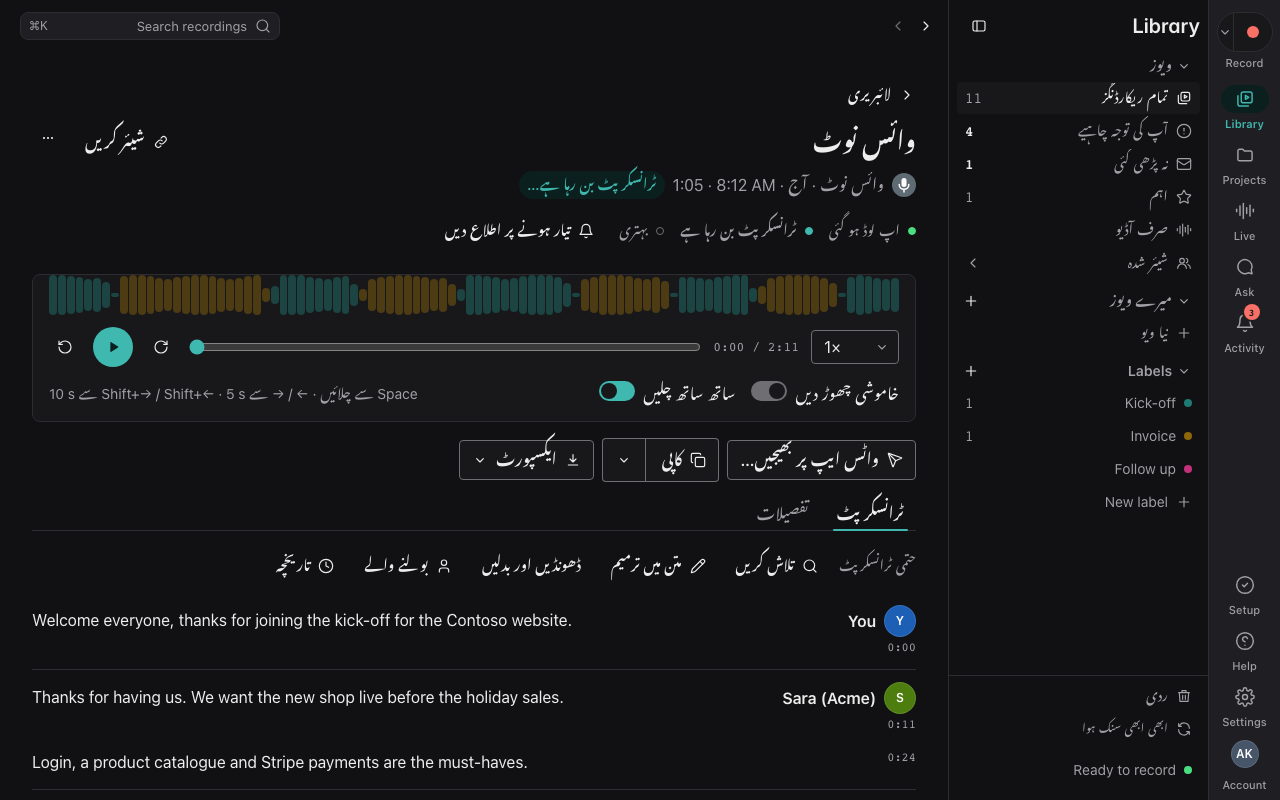 Record
Library
Projects
Live
Ask
3
Activity
Setup
Help
Settings
AK
Account
Library
ویوز
تمام ریکارڈنگز 11
آپ کی توجہ چاہیے 4
نہ پڑھی گئی 1
اہم 1
صرف آڈیو
شیئر شدہ
میرے ویوز
نیا ویو
Labels
Kick-off 1
Invoice 1
Follow up
New label
ردی
ابھی ابھی سنک ہوا
Ready to record
Search recordings ⌘K
لائبریری
وائس نوٹ
شیئر کریں ...
وائس نوٹ · آج · 8:12 AM · 1:05 ٹرانسکرپٹ بن رہا ہے...
اپ لوڈ ہو گئی ٹرانسکرپٹ بن رہا ہے بہتری تیار ہونے پر اطلاع دیں
0:00 / 2:11 1x
خاموشی چھوڑ دیں ساتھ ساتھ چلیں
Space سے چلائیں · ← / → سے 5 s · Shift+← / Shift+→ سے 10 s
واٹس ایپ پر بھیجیں... کاپی ایکسپورٹ
ٹرانسکرپٹ تفصیلات
حتمی ٹرانسکرپٹ تلاش کریں متن میں ترمیم ڈھونڈیں اور بدلیں بولنے والے تاریخچہ
Y You
0:00
Welcome everyone, thanks for joining the kick-off for the Contoso website.
S Sara (Acme)
0:11
Thanks for having us. We want the new shop live before the holiday sales.
0:24
Login, a product catalogue and Stripe payments are the must-haves.